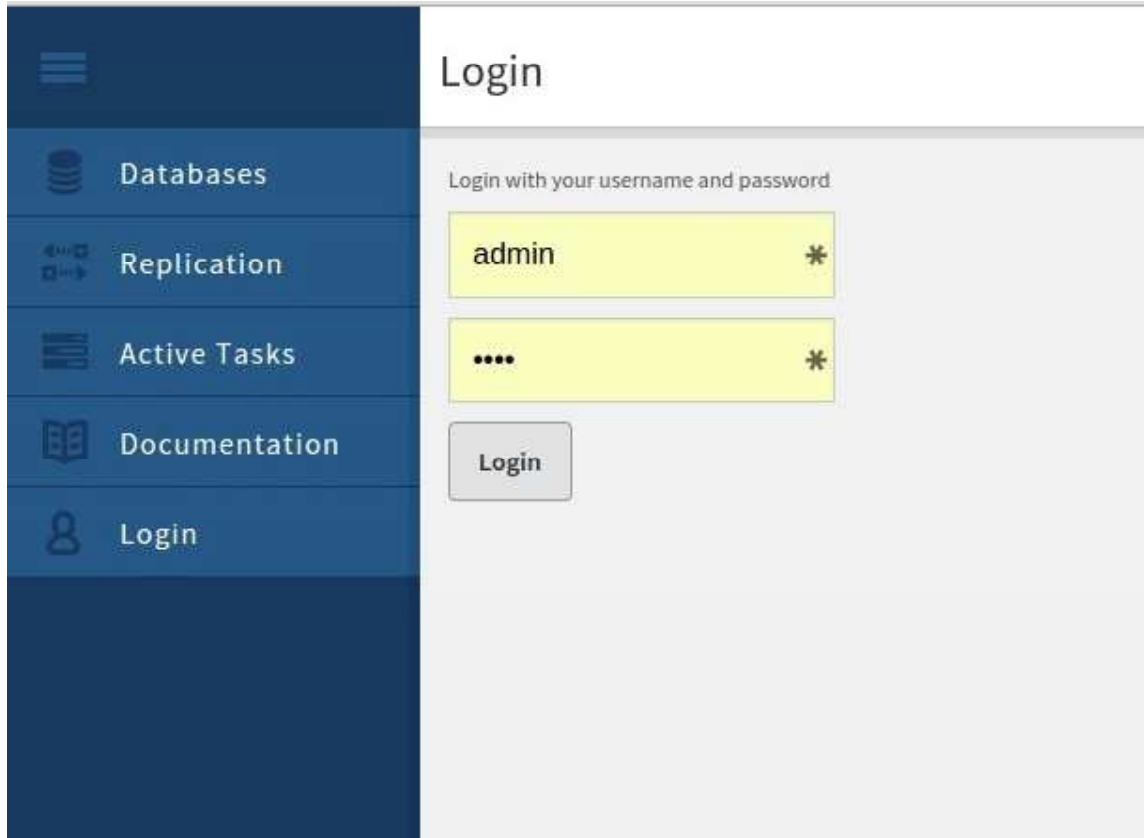 Login
Databases
Replication
Active Tasks
Documentation
Login
Login with your username and password
admin
••••
Login